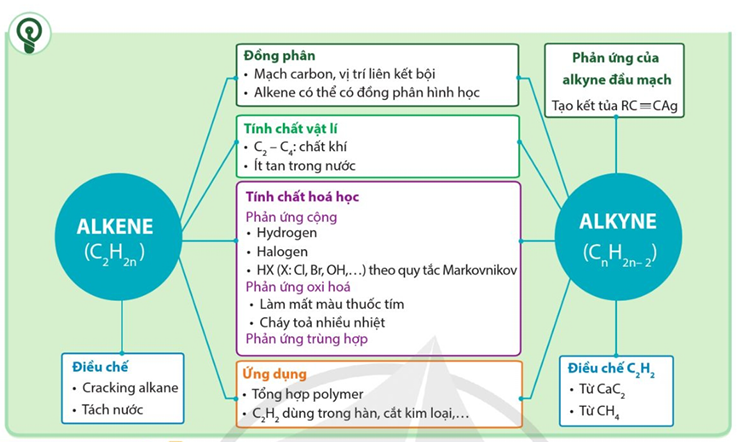 Đồng phân
• Mạch carbon, vị trí liên kết bội
• Alkene có thể có đồng phân hình học
Phản ứng của
alkyne đầu mạch
Tạo kết tủa RC≡CAg
Tính chất vật lí
• C₂ – C₄: chất khí
• Ít tan trong nước
Tính chất hoá học
Phản ứng cộng
• Hydrogen
• Halogen
• HX (X: Cl, Br, OH,…) theo quy tắc Markovnikov
Phản ứng oxi hoá
• Làm mất màu thuốc tím
• Cháy toả nhiều nhiệt
Phản ứng trùng hợp
ALKENE
(C₂H₂ₙ)
ALKYNE
(CₙH₂ₙ₋₂)
Điều chế
• Cracking alkane
• Tách nước
Ứng dụng
• Tổng hợp polymer
• C₂H₂ dùng trong hàn, cắt kim loại,…
Điều chế C₂H₂
• Từ CaC₂
• Từ CH₄